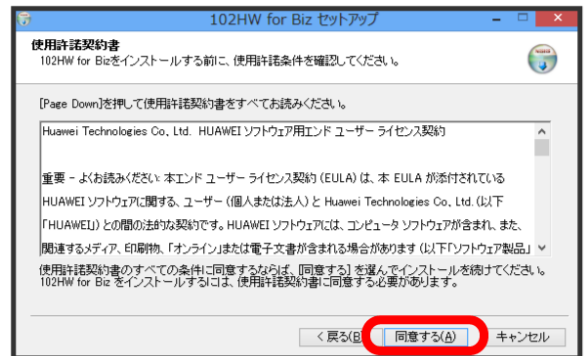 102HW for Biz セットアップ
使用許諾契約書
102HW for Bizをインストールする前に、使用許諾条件を確認してください。
[Page Down]を押して使用許諾契約書をすべてお読みください。
Huawei Technologies Co., Ltd. HUAWEI ソフトウェア用エンド ユーザー ライセンス契約
重要 - よくお読みください: 本エンド ユーザー ライセンス契約 (EULA) は、本 EULA が添付されている
HUAWEI ソフトウェアに関する、ユーザー (個人または法人) と Huawei Technologies Co., Ltd. (以下
「HUAWEI」) との間の法的な契約です。HUAWEI ソフトウェアには、コンピュータ ソフトウェアが含まれ、また、
関連するメディア、印刷物、「オンライン」または電子文書が含まれる場合があります (以下「ソフトウェア製品」
使用許諾契約書のすべての条件に同意するならば、[同意する] を選んでインストールを続けてください。
102HW for Biz をインストールするには、使用許諾契約書に同意する必要があります。
< 戻る(B
同意する(A)
キャンセル